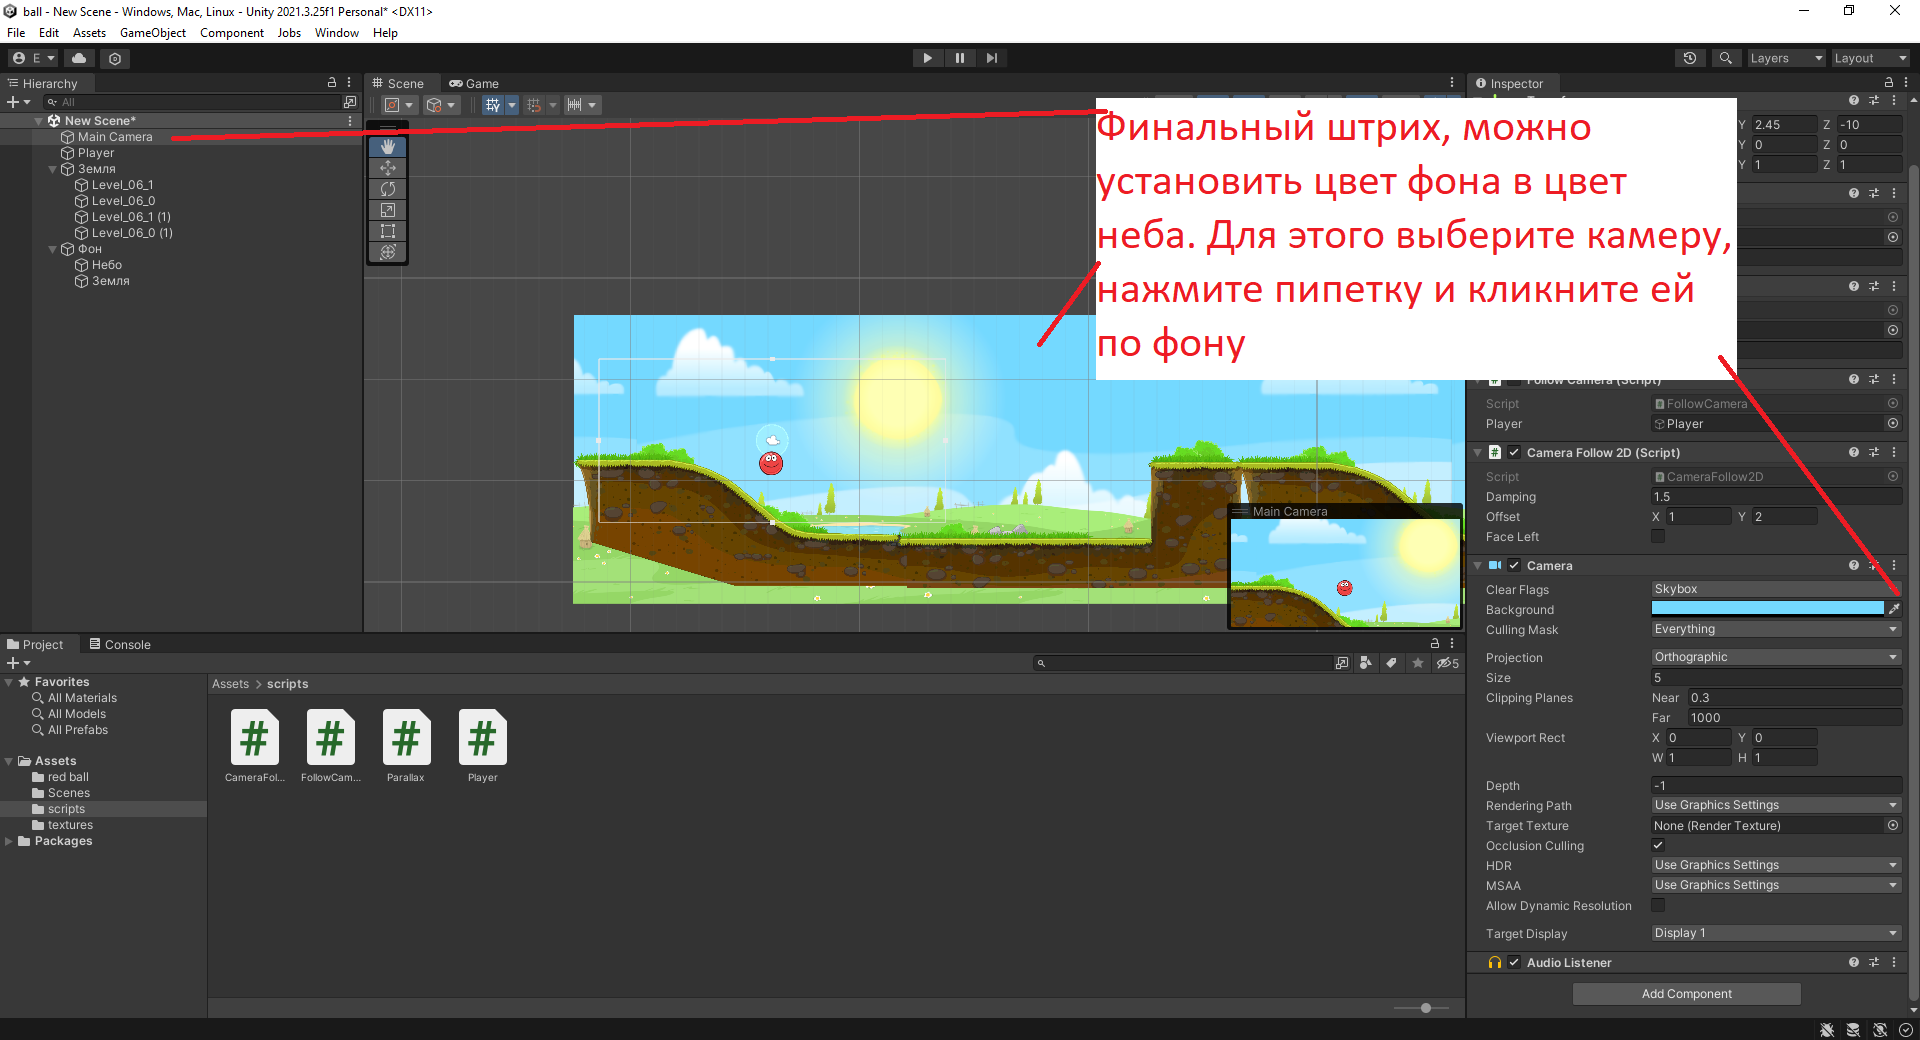 ball - New Scene - Windows, Mac, Linux - Unity 2021.3.25f1 Personal* <DX11>
File Edit Assets GameObject Component Jobs Window Help
E Layers Layout
Hierarchy
All
New Scene*
Main Camera
Player
Земля
Level_06_1
Level_06_0
Level_06_1 (1)
Level_06_0 (1)
Фон
Небо
Земля
Scene Game
Финальный штрих, можно
установить цвет фона в цвет
неба. Для этого выберите камеру,
нажмите пипетку и кликните ей
по фону
Main Camera
Inspector
Y 2.45 Z -10
Y 0 Z 0
Y 1 Z 1
Follow Camera (Script)
Script FollowCamera
Player Player
Camera Follow 2D (Script)
Script CameraFollow2D
Damping 1.5
Offset X 1 Y 2
Face Left
Camera
Clear Flags Skybox
Background
Culling Mask Everything
Projection Orthographic
Size 5
Clipping Planes Near 0.3
Far 1000
Viewport Rect X 0 Y 0
W 1 H 1
Depth -1
Rendering Path Use Graphics Settings
Target Texture None (Render Texture)
Occlusion Culling
HDR Use Graphics Settings
MSAA Use Graphics Settings
Allow Dynamic Resolution
Target Display Display 1
Audio Listener
Add Component
Project Console
5
Favorites
All Materials
All Models
All Prefabs
Assets
red ball
Scenes
scripts
textures
Packages
Assets > scripts
CameraFol... FollowCam... Parallax Player